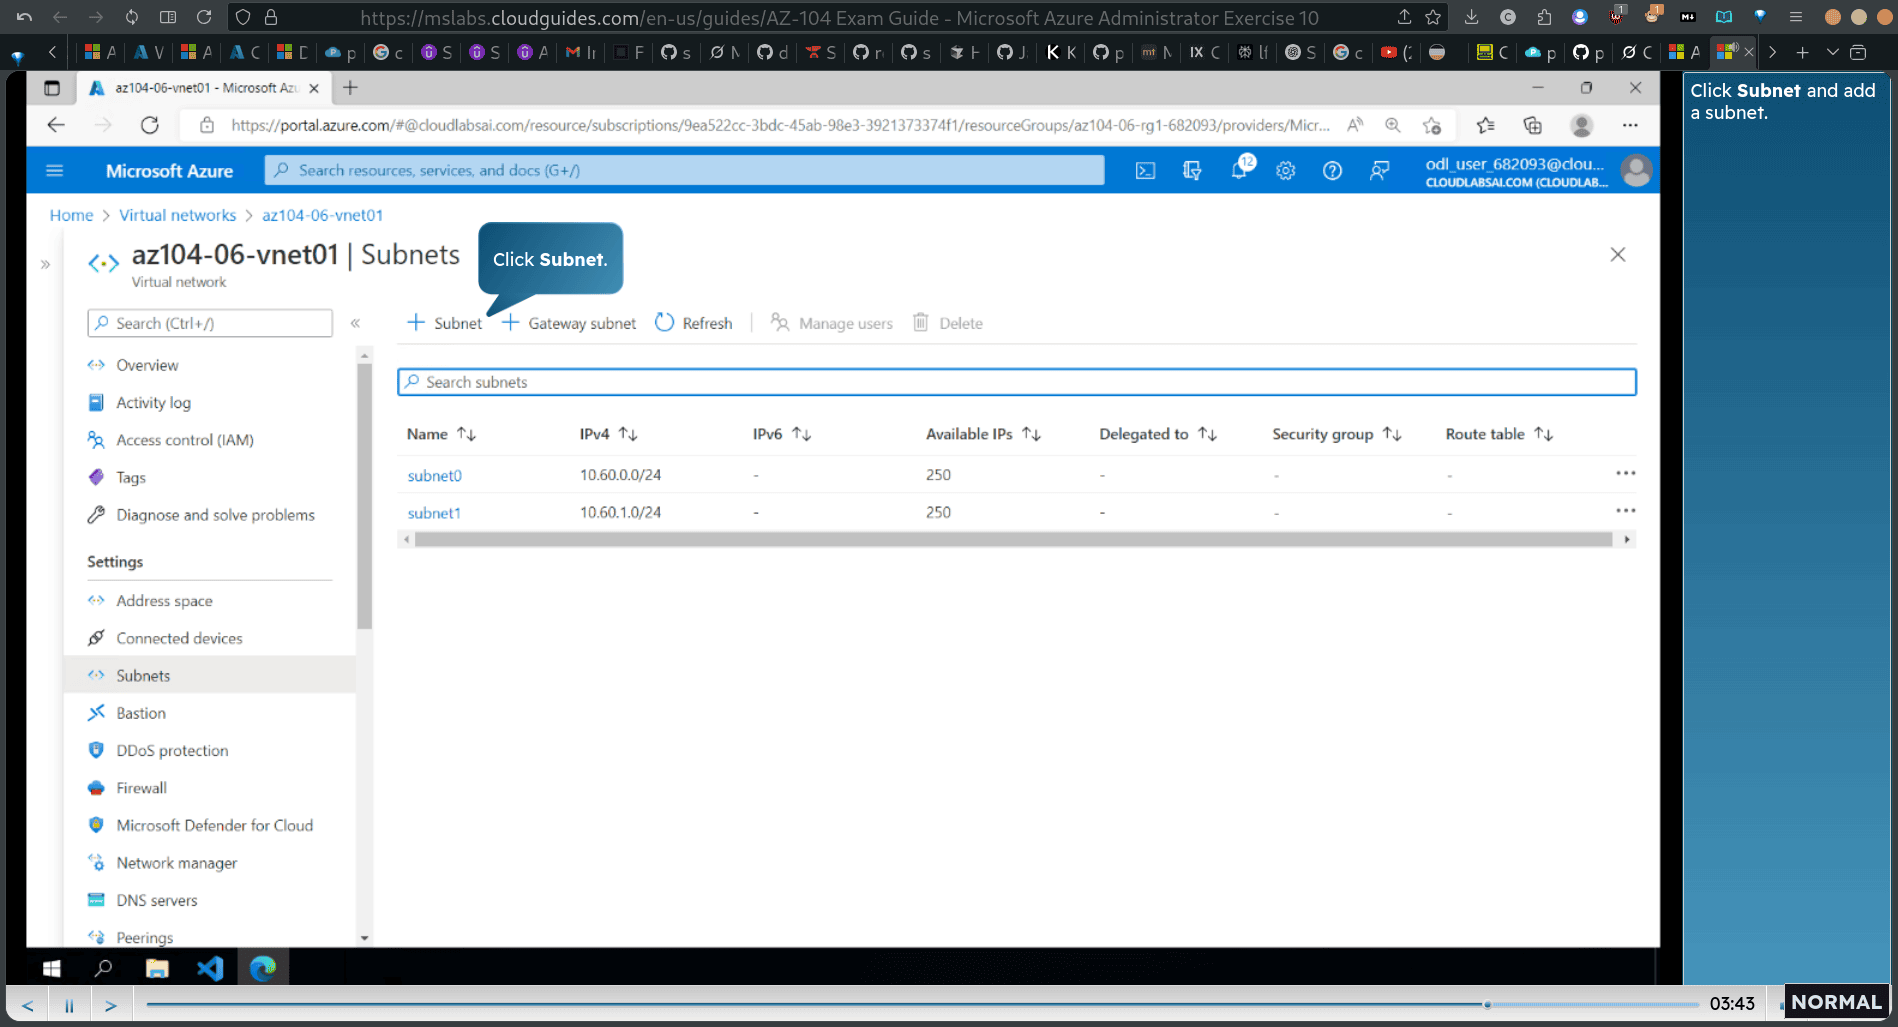 https://mslabs.cloudguides.com/en-us/guides/AZ-104 Exam Guide - Microsoft Azure Administrator Exercise 10
az104-06-vnet01 - Microsoft Azu
https://portal.azure.com/#@cloudlabsai.com/resource/subscriptions/9ea522cc-3bdc-45ab-98e3-3921373374f1/resourceGroups/az104-06-rg1-682093/providers/Micr...
Microsoft Azure
Search resources, services, and docs (G+/)
12
odl_user_682093@clou...
CLOUDLABSAI.COM (CLOUDLAB...
Home > Virtual networks > az104-06-vnet01
az104-06-vnet01 | Subnets
Virtual network
Click Subnet.
Search (Ctrl+/)
Overview
Activity log
Access control (IAM)
Tags
Diagnose and solve problems
Settings
Address space
Connected devices
Subnets
Bastion
DDoS protection
Firewall
Microsoft Defender for Cloud
Network manager
DNS servers
Peerings
Subnet Gateway subnet Refresh Manage users Delete
Search subnets
Name IPv4 IPv6 Available IPs Delegated to Security group Route table
subnet0 10.60.0.0/24 - 250 - - -
subnet1 10.60.1.0/24 - 250 - - -
Click Subnet and add
a subnet.
03:43
NORMAL